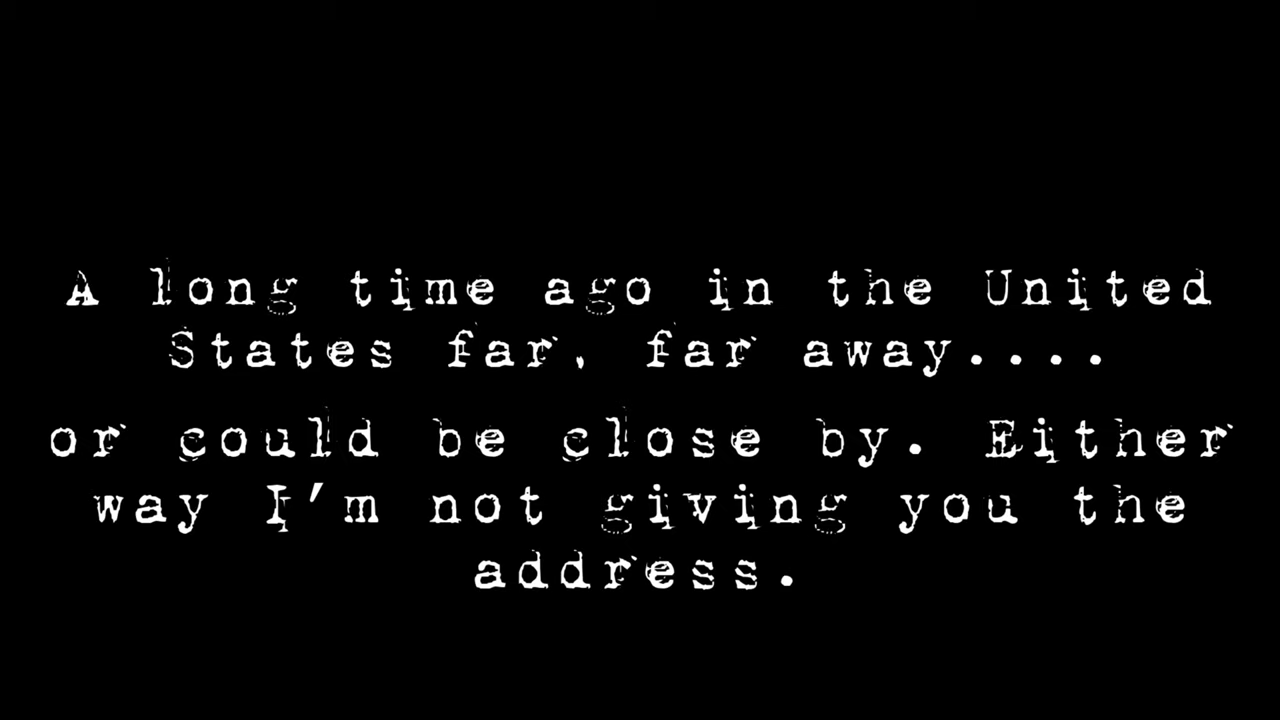 A long time ago in the United
States far, far away....
or could be close by. Either
way I'm not giving you the
address.